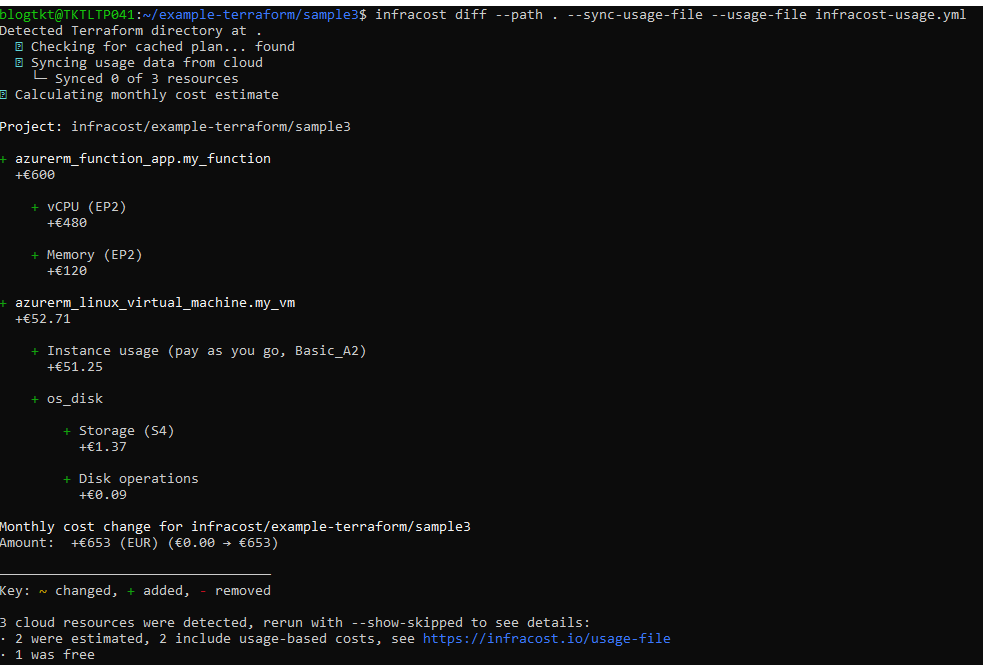 blogtkt@TKTLTP041:~/example-terraform/sample3$ infracost diff --path . --sync-usage-file --usage-file infracost-usage.yml
Detected Terraform directory at .
Checking for cached plan... found
Syncing usage data from cloud
└─ Synced 0 of 3 resources
Calculating monthly cost estimate
Project: infracost/example-terraform/sample3
+ azurerm_function_app.my_function
+€600
+ vCPU (EP2)
+€480
+ Memory (EP2)
+€120
+ azurerm_linux_virtual_machine.my_vm
+€52.71
+ Instance usage (pay as you go, Basic_A2)
+€51.25
+ os_disk
+ Storage (S4)
+€1.37
+ Disk operations
+€0.09
Monthly cost change for infracost/example-terraform/sample3
Amount:  +€653 (EUR) (€0.00 → €653)
Key: ~ changed, + added, - removed
3 cloud resources were detected, rerun with --show-skipped to see details:
· 2 were estimated, 2 include usage-based costs, see https://infracost.io/usage-file
· 1 was free